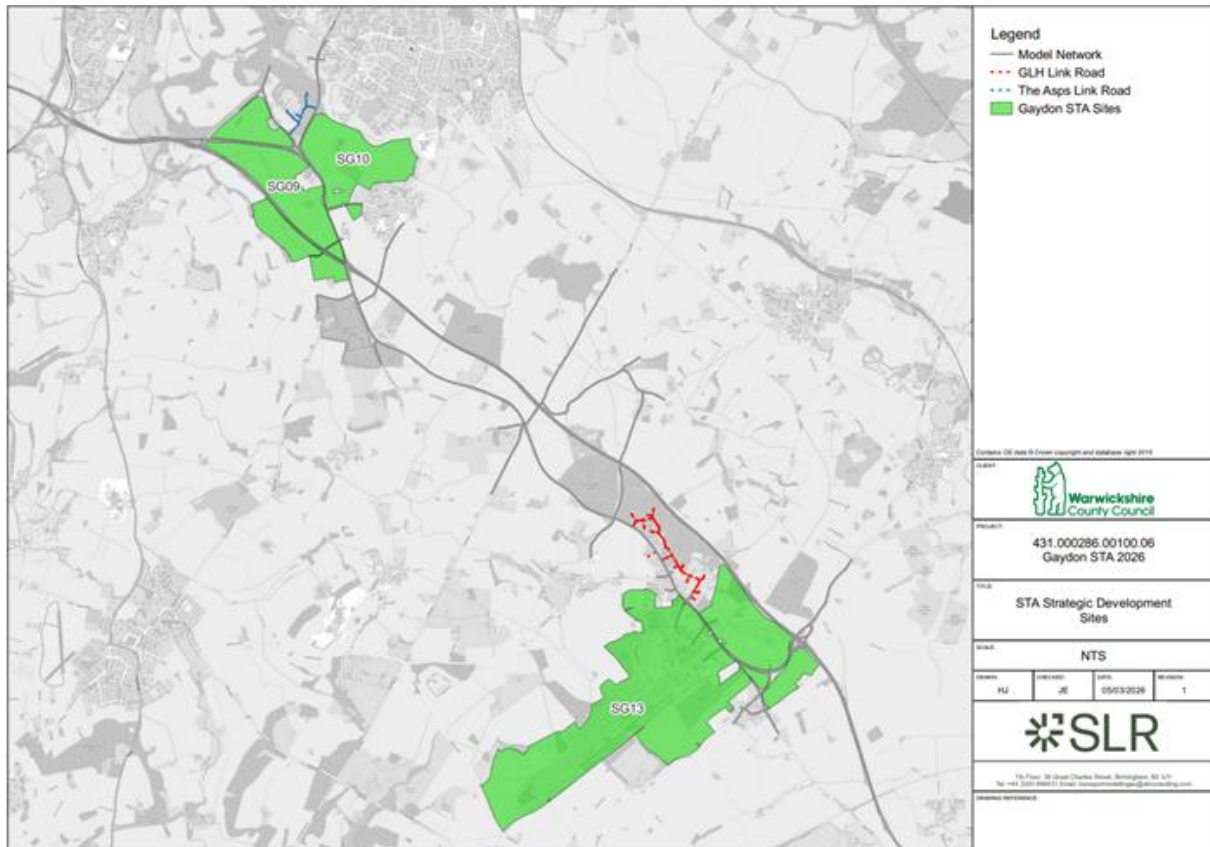 SG10
SG09
SG13
Legend
Model Network
GLH Link Road
The Asps Link Road
Gaydon STA Sites
Contains OS data © Crown copyright and database right
CLIENT:
Warwickshire
County Council
PROJECT:
431.000286.00100.06
Gaydon STA 2026
TITLE:
STA Strategic Development
Sites
SCALE:
NTS
DRAWN:
CHECKED:
DATE:
REVISION:
HJ
JE
05/03/2026
1
SLR
DRAWING REFERENCE: